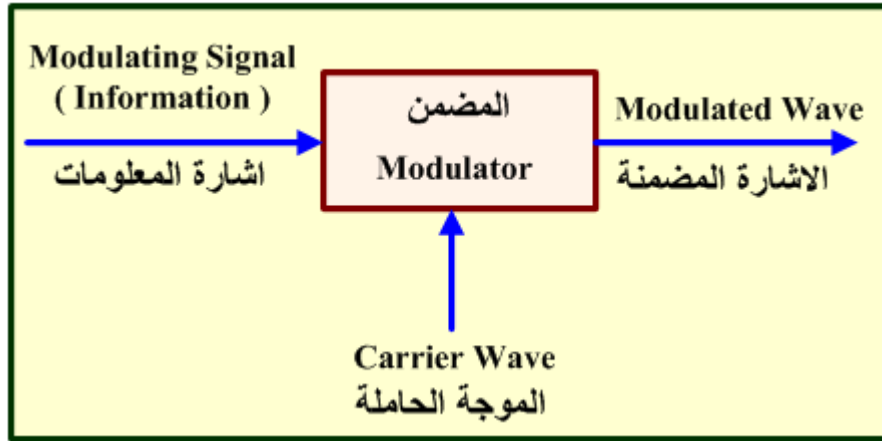 Modulating Signal
( Information )
اشارة المعلومات
المضمن
Modulator
Modulated Wave
الاشارة المضمنة
Carrier Wave
الموجة الحاملة